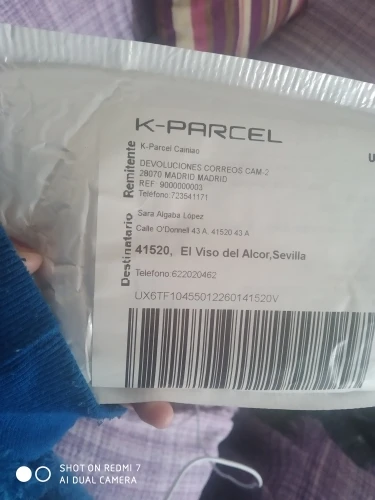 K-PARCEL
U
Remitente
K-Parcel Cainiao
DEVOLUCIONES CORREOS CAM-2
28070 MADRID MADRID
REF: 9000000003
Teléfono.723541171
Destinatario
Sara Algaba López
Calle O'Donnell 43 A. 41520 43 A
41520, El Viso del Alcor,Sevilla
Telefono:622020462
UX6TF10455012260141520V
SHOT ON REDMI 7
AI DUAL CAMERA